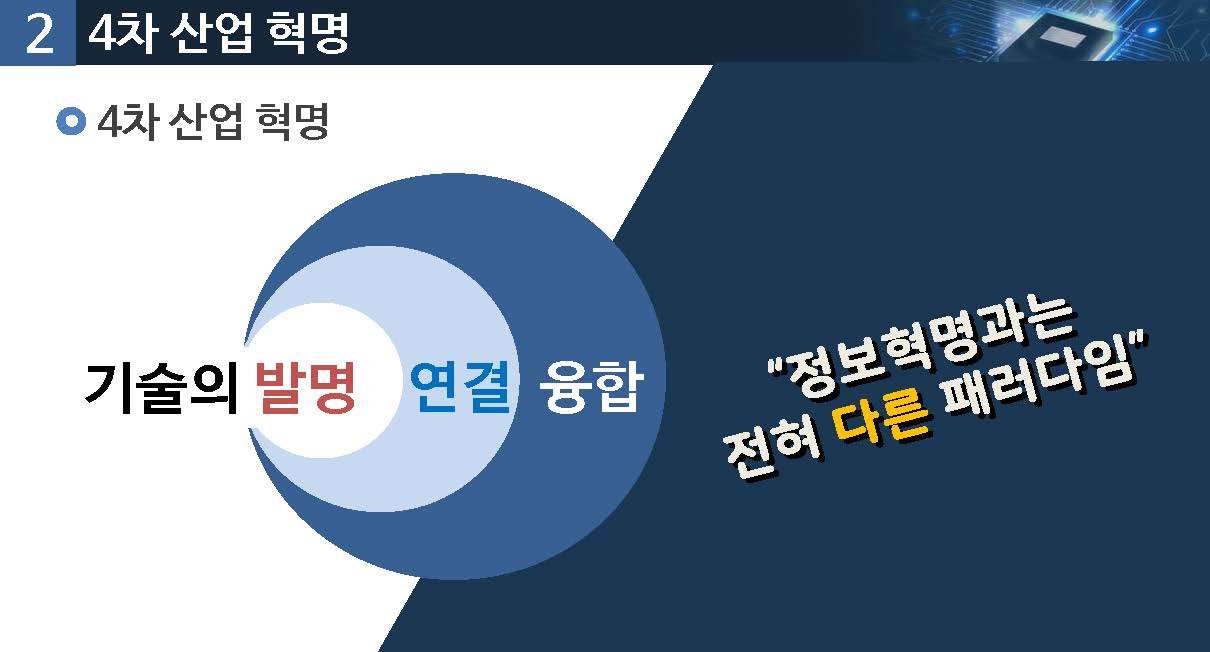 2 4차 산업 혁명
4차 산업 혁명
기술의 발명 연결 융합
"정보혁명과는
전혀 다른 패러다임"